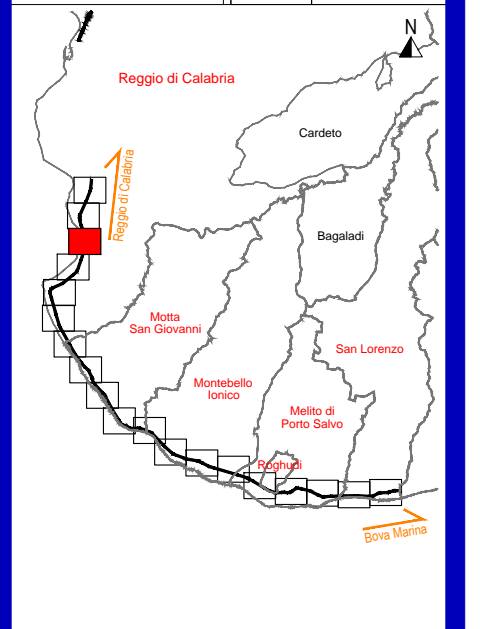 N
Reggio di Calabria
Cardeto
Reggio di Calabria
Bagaladi
Motta
San Giovanni
San Lorenzo
Montebello
Ionico
Melito di
Porto Salvo
Roghudi
Bova Marina